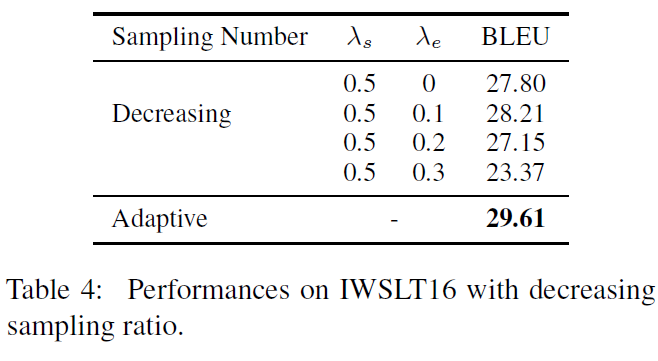 Sampling Number λs λe BLEU
0.5 0 27.80
Decreasing 0.5 0.1 28.21
0.5 0.2 27.15
0.5 0.3 23.37
Adaptive - 29.61
Table 4: Performances on IWSLT16 with decreasing
sampling ratio.